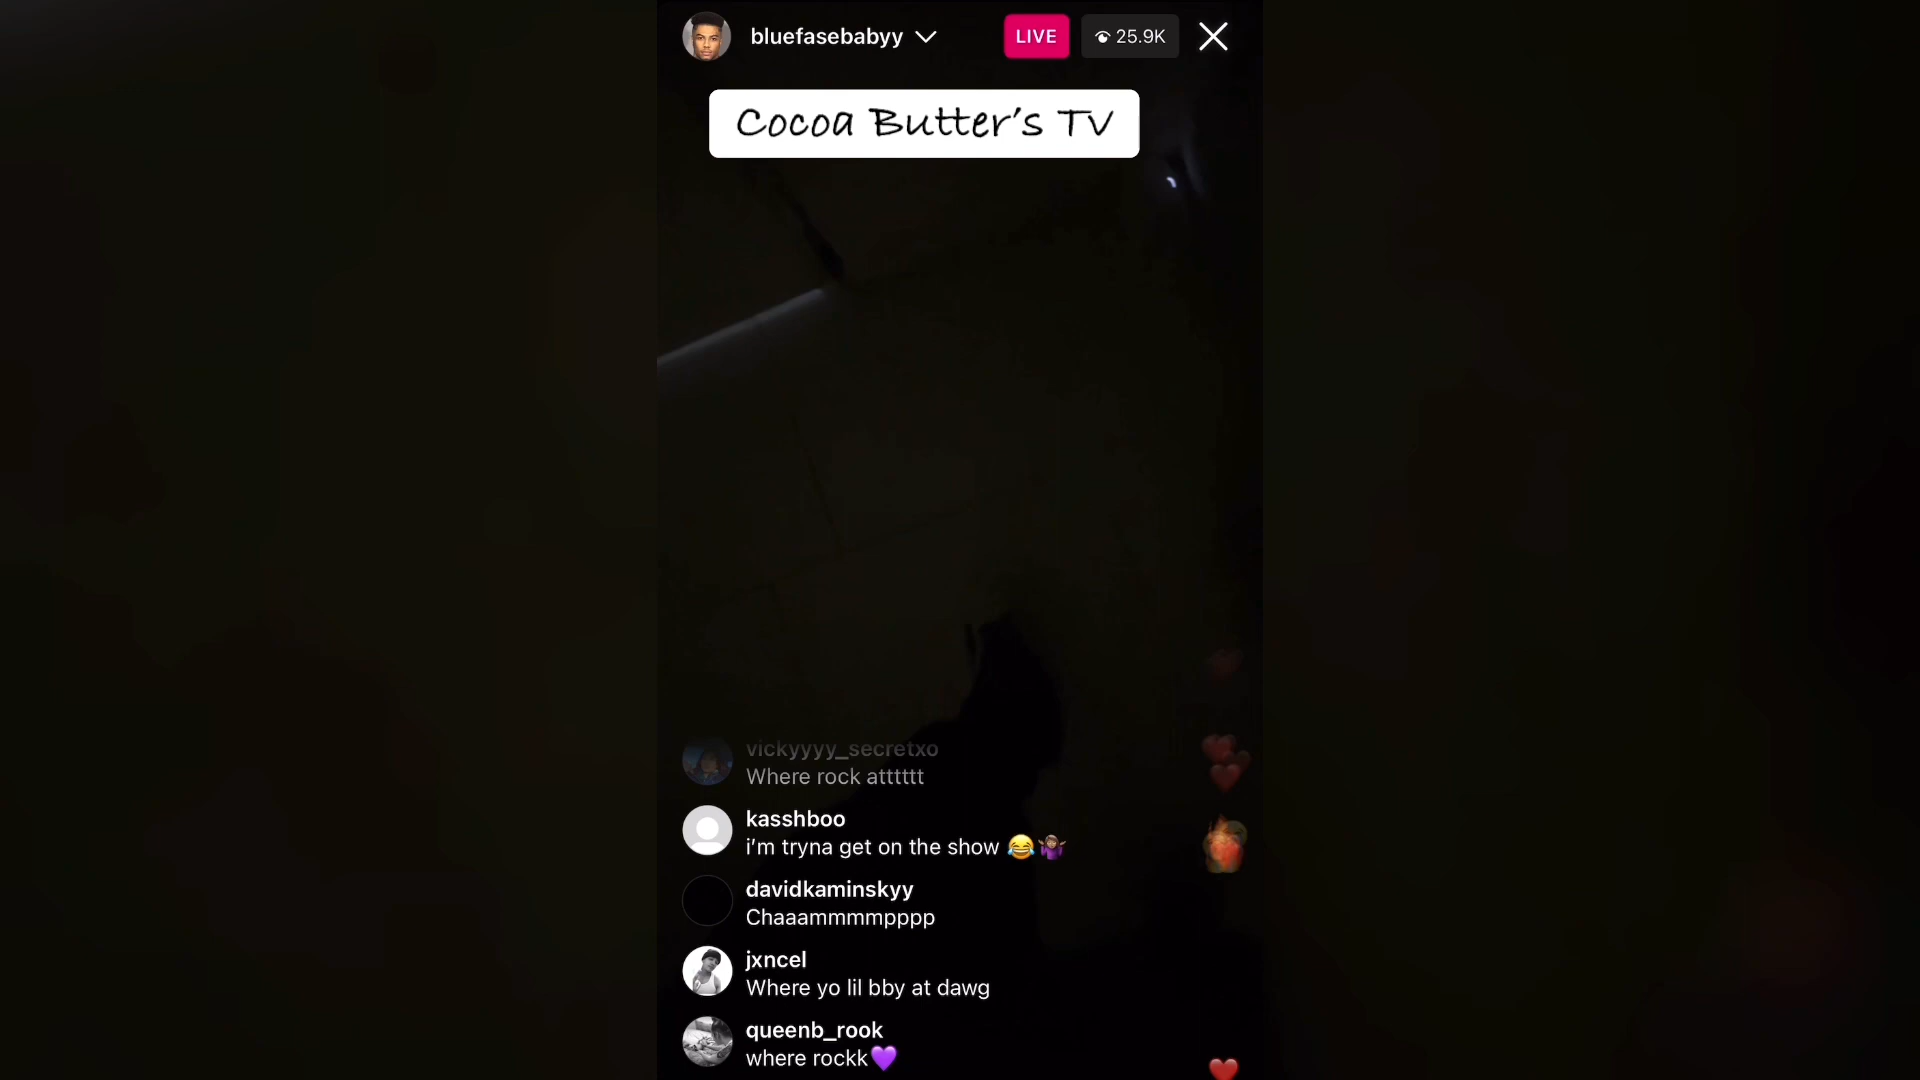 bluefasebabyy
LIVE
25.9K
Cocoa Butter's TV
vickyyyy_secretxo
Where rock atttttt
kasshboo
i'm tryna get on the show 😂🤷🏽‍♀️
davidkaminskyy
Chaaammmmpppp
jxncel
Where yo lil bby at dawg
queenb_rook
where rockk💜